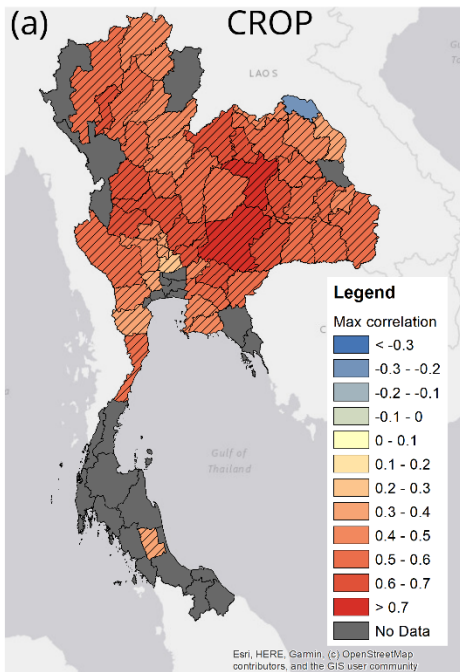 (a)
CROP
LAOS
Gulf of
Thailand
Legend
Max correlation
< -0.3
-0.3 - -0.2
-0.2 - -0.1
-0.1 - 0
0 - 0.1
0.1 - 0.2
0.2 - 0.3
0.3 - 0.4
0.4 - 0.5
0.5 - 0.6
0.6 - 0.7
> 0.7
No Data
Esri, HERE, Garmin, (c) OpenStreetMap
contributors, and the GIS user community